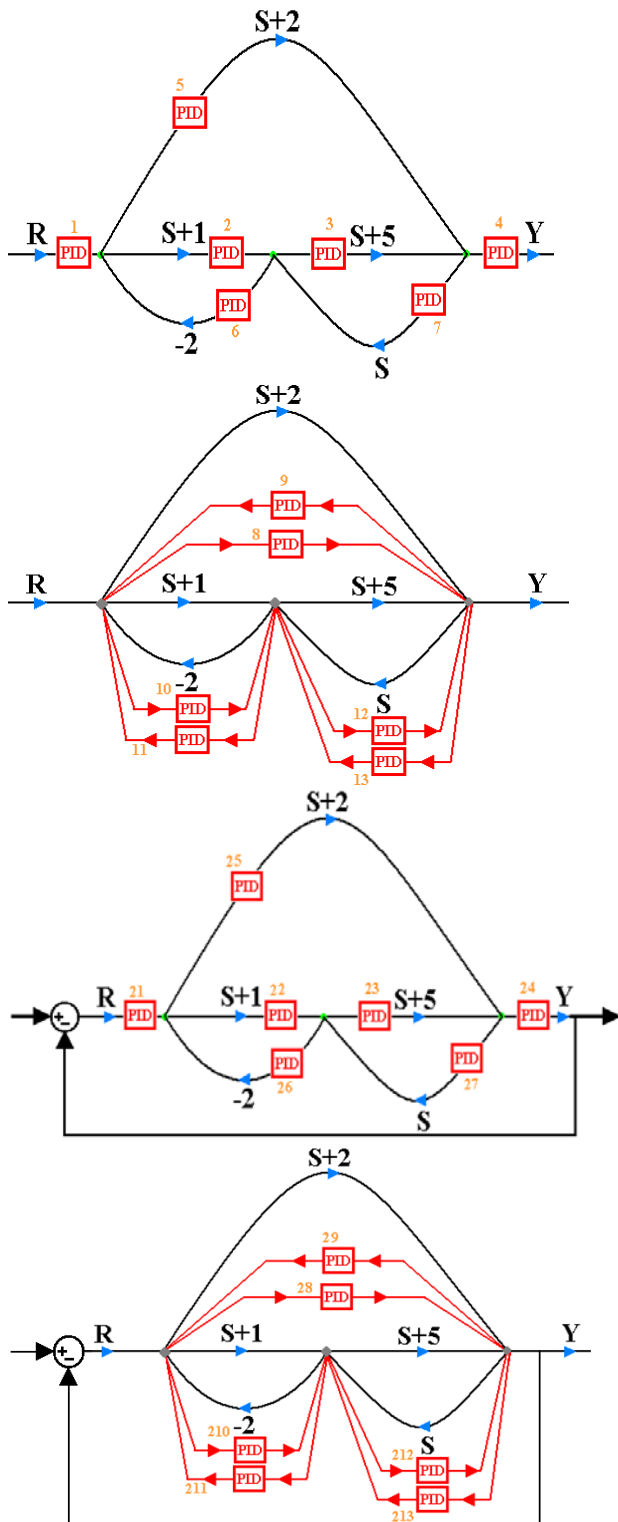 S+2
5
PID
1 2 3 4
R PID S+1 PID PID S+5 PID Y
PID PID
-2 6 7
S
S+2
9
PID
8 PID
R S+1 S+5 Y
-2 S
10 PID 12 PID
11 PID PID
13
S+2
25
PID
21 22 23 24
+ - R PID S+1 PID PID S+5 PID Y
PID PID
-2 26 27
S
S+2
29
PID
28 PID
+ - R S+1 S+5 Y
-2 S
210 PID 212 PID
211 PID PID
213